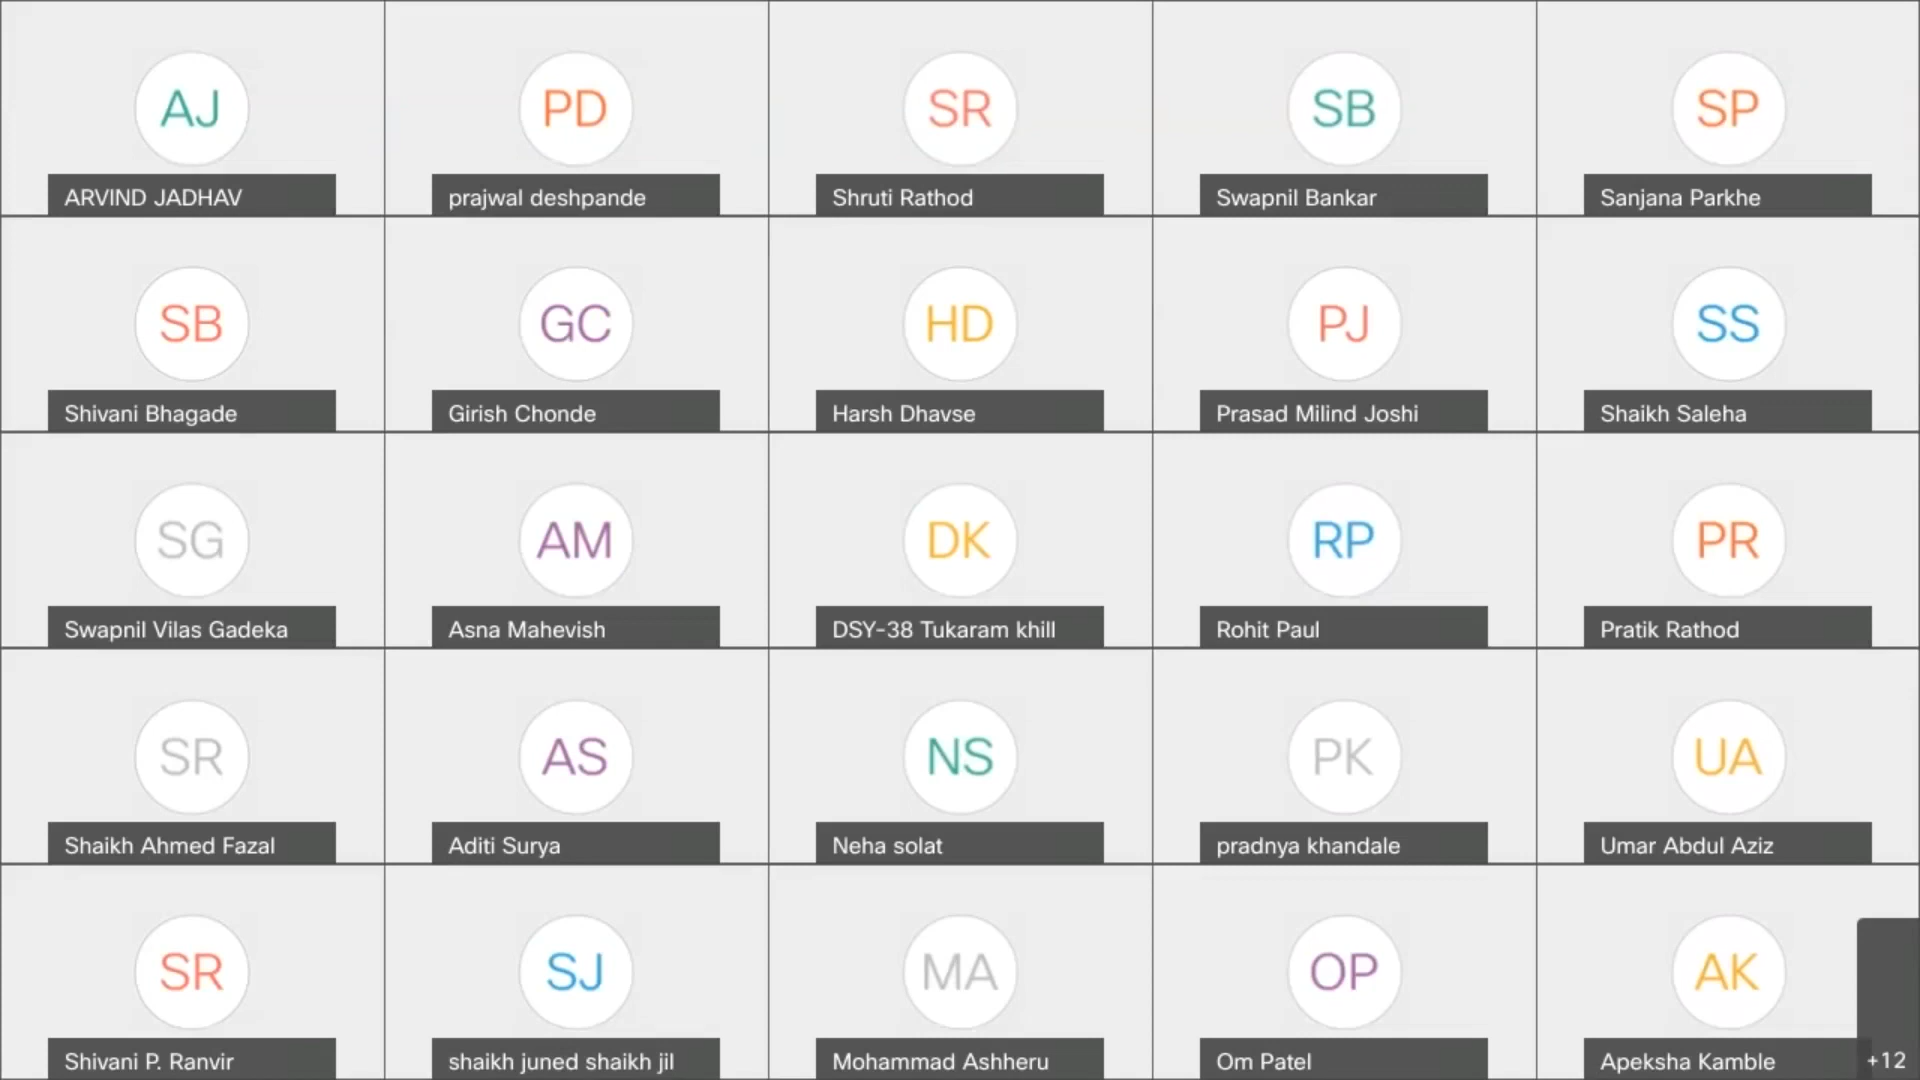 AJ
ARVIND JADHAV
PD
prajwal deshpande
SR
Shruti Rathod
SB
Swapnil Bankar
SP
Sanjana Parkhe
SB
Shivani Bhagade
GC
Girish Chonde
HD
Harsh Dhavse
PJ
Prasad Milind Joshi
SS
Shaikh Saleha
SG
Swapnil Vilas Gadeka
AM
Asna Mahevish
DK
DSY-38 Tukaram khill
RP
Rohit Paul
PR
Pratik Rathod
SR
Shaikh Ahmed Fazal
AS
Aditi Surya
NS
Neha solat
PK
pradnya khandale
UA
Umar Abdul Aziz
SR
Shivani P. Ranvir
SJ
shaikh juned shaikh jil
MA
Mohammad Ashheru
OP
Om Patel
AK
Apeksha Kamble
+12